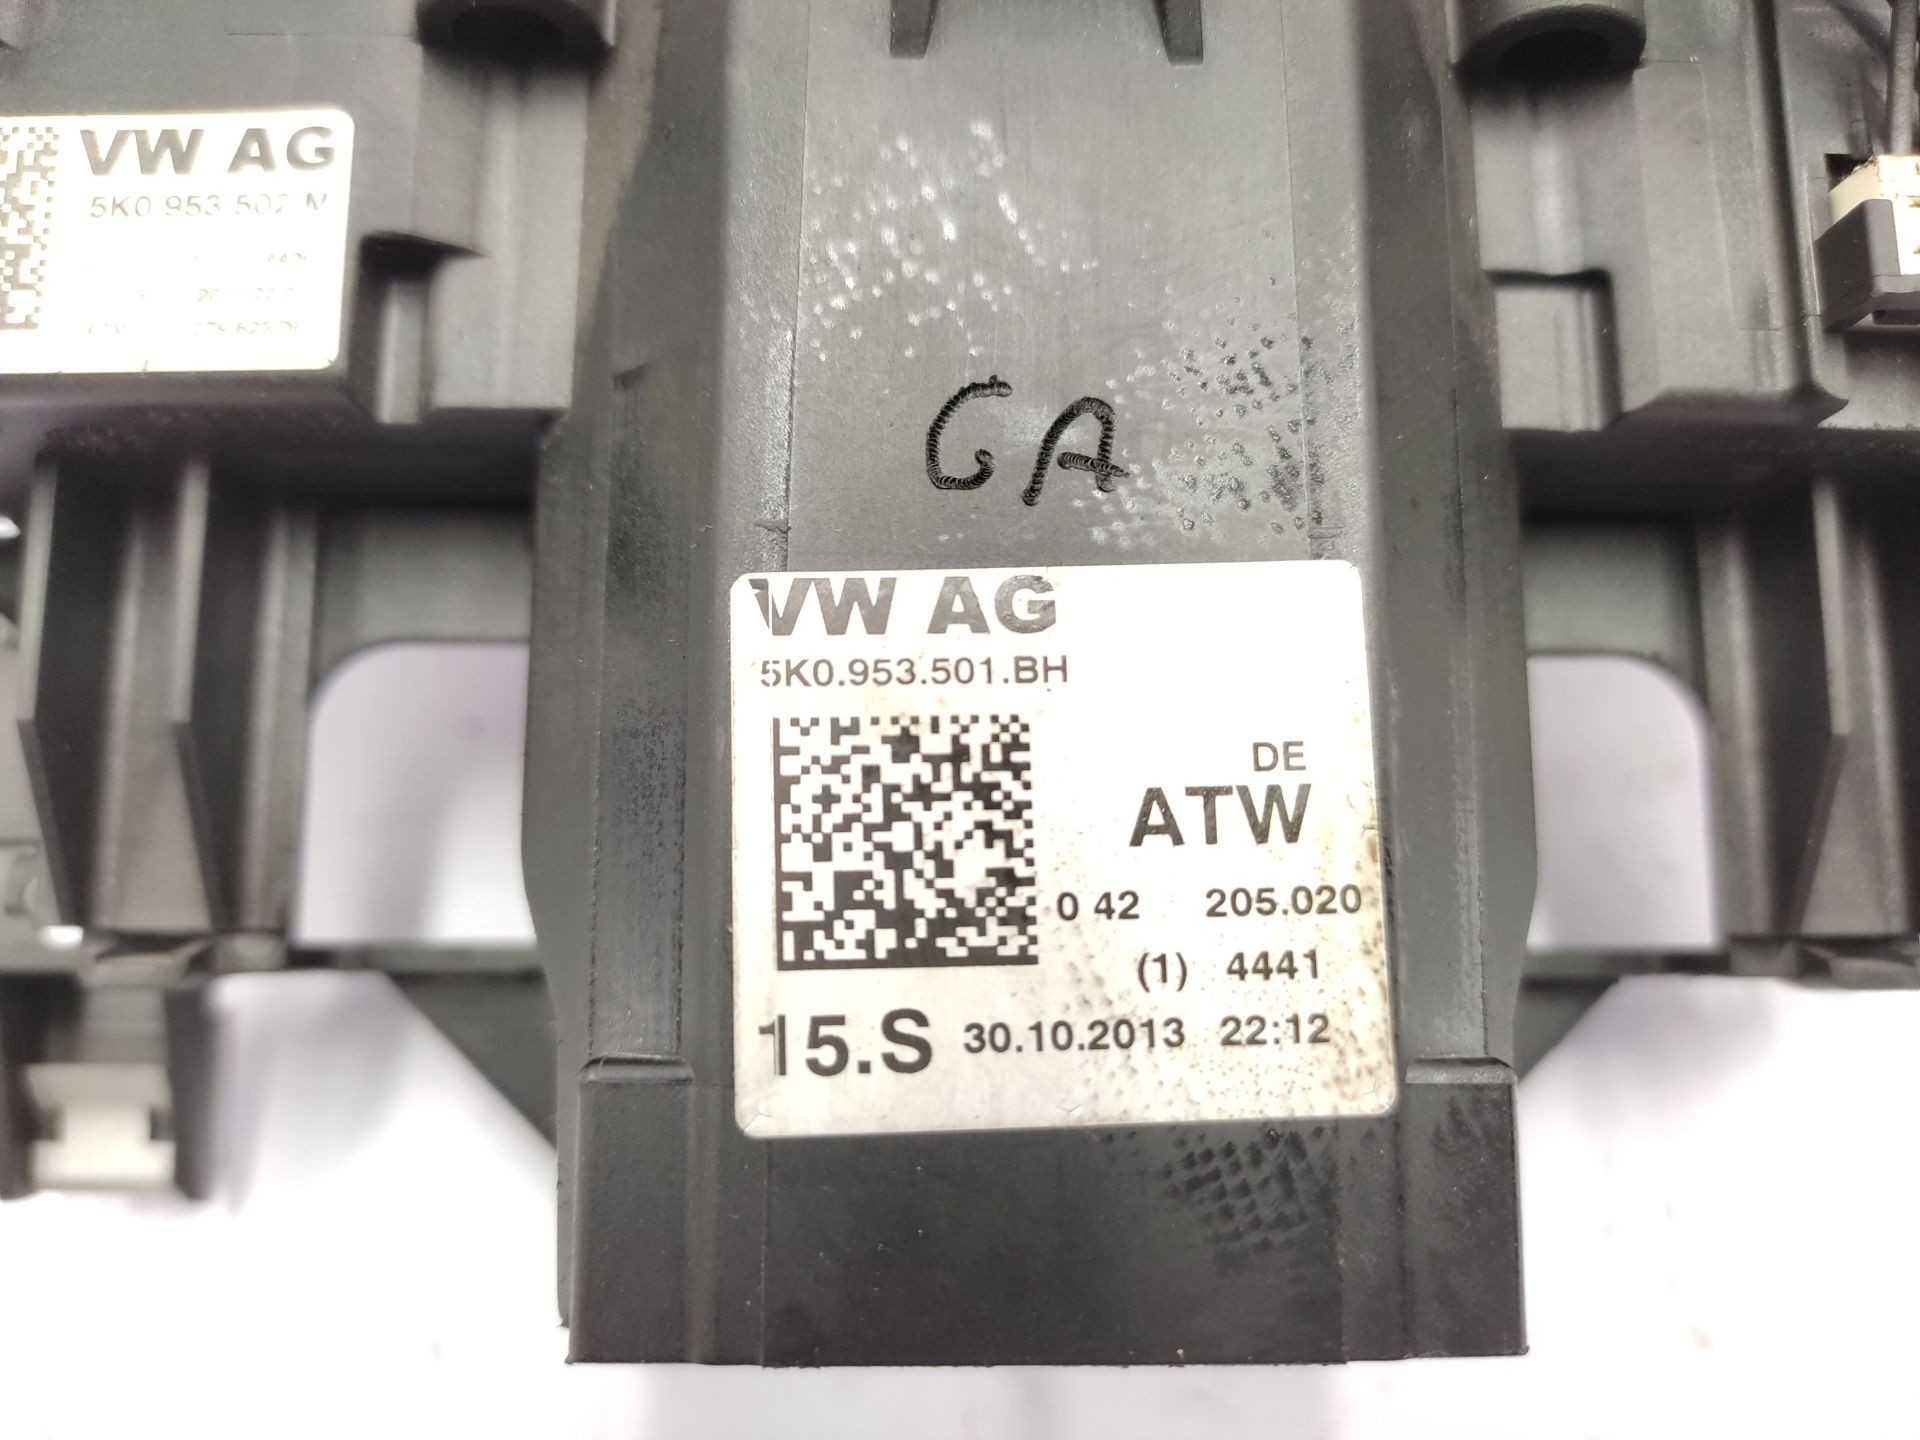 VW AG
5K0 953 502 M
GA
VW AG
5K0.953.501.BH
DE
ATW
0 42 205.020
(1) 4441
15.S 30.10.2013 22:12